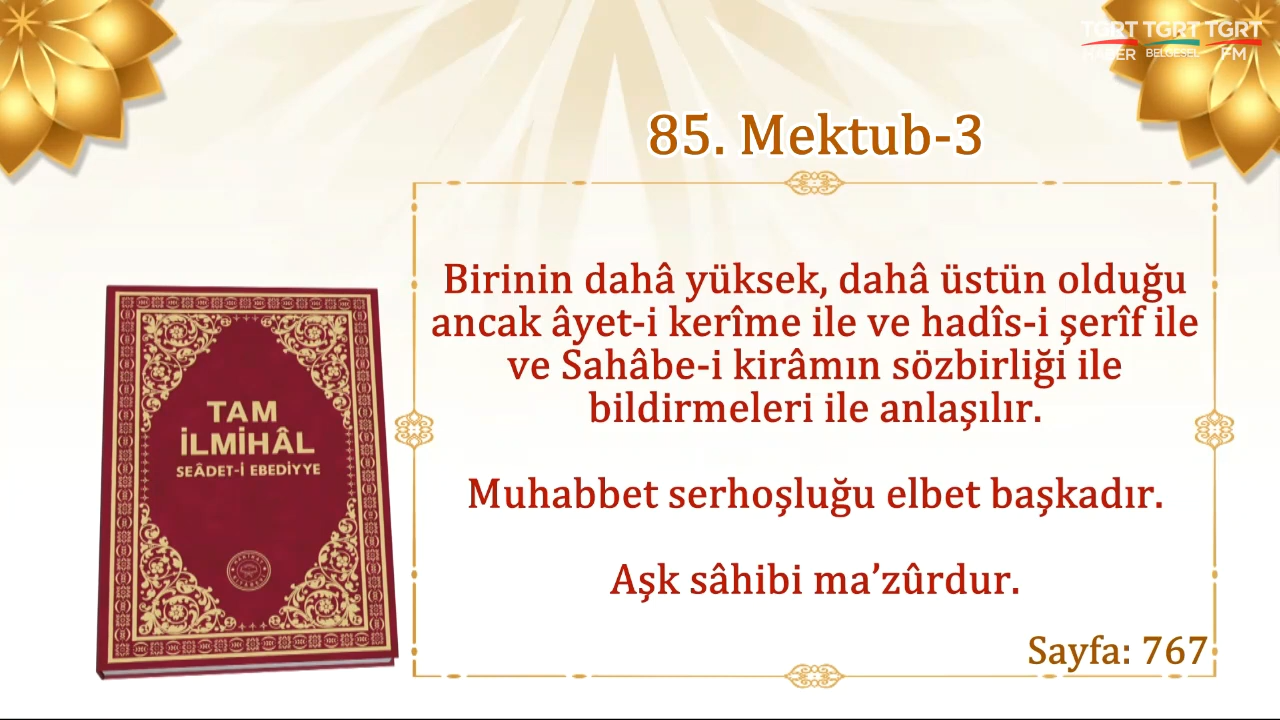 TGRT TGRT TGRT
HABER BELGESEL FM
85. Mektub-3
Birinin dahâ yüksek, dahâ üstün olduğu
ancak âyet-i kerîme ile ve hadîs-i şerîf ile
ve Sahâbe-i kirâmın sözbirliği ile
bildirmeleri ile anlaşılır.
Muhabbet serhoşluğu elbet başkadır.
Aşk sâhibi ma’zûrdur.
Sayfa: 767
TAM
İLMİHÂL
SEÂDET-İ EBEDİYYE